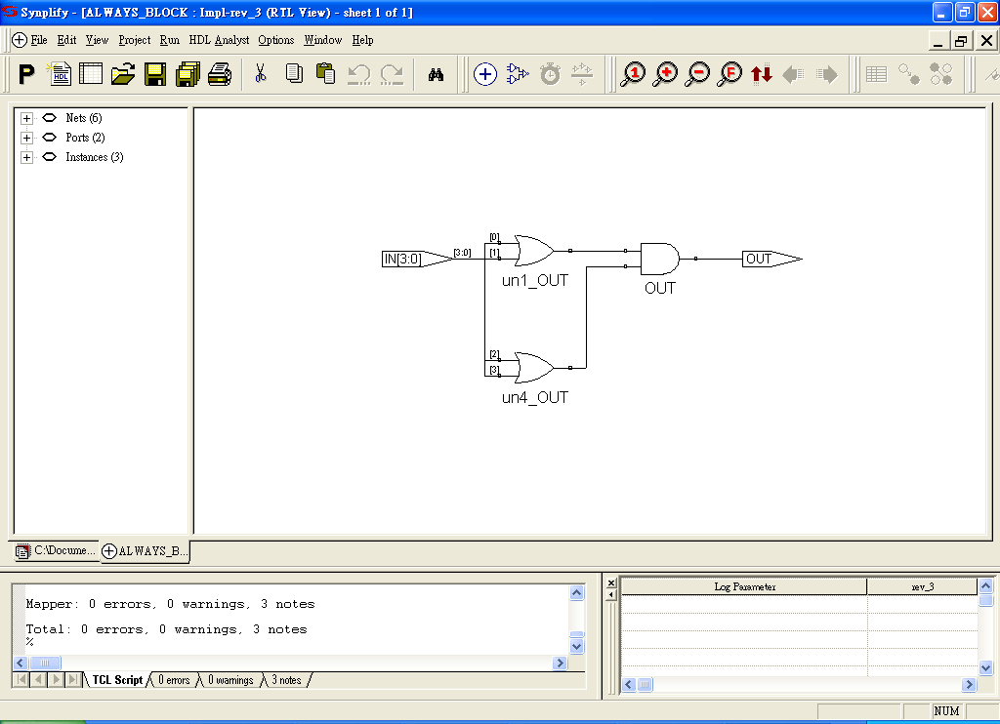 Synplify - [ALWAYS_BLOCK : Impl-rev_3 (RTL View) - sheet 1 of 1]
File Edit View Project Run HDL Analyst Options Window Help
P HDL 1 F
Nets (6)
Ports (2)
Instances (3)
IN[3:0]
[3:0]
[0]
[1]
un1_OUT
OUT
OUT
[2]
[3]
un4_OUT
C:\Docume... ALWAYS_B...
Mapper: 0 errors, 0 warnings, 3 notes
Total: 0 errors, 0 warnings, 3 notes
%
TCL Script 0 errors 0 warnings 3 notes
Log Parameter rev_3
NUM